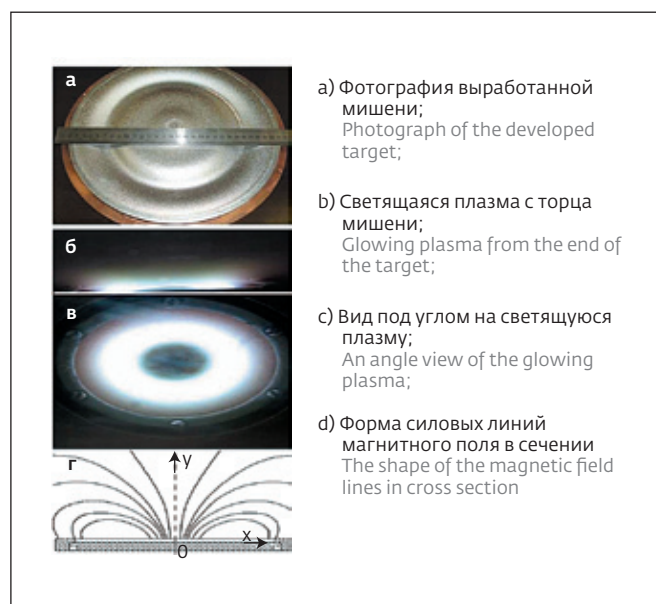 а
б
в
г
y
x
0
a) Фотография выработанной
мишени;
Photograph of the developed
target;
b) Светящаяся плазма с торца
мишени;
Glowing plasma from the end of
the target;
c) Вид под углом на светящуюся
плазму;
An angle view of the glowing
plasma;
d) Форма силовых линий
магнитного поля в сечении
The shape of the magnetic field
lines in cross section